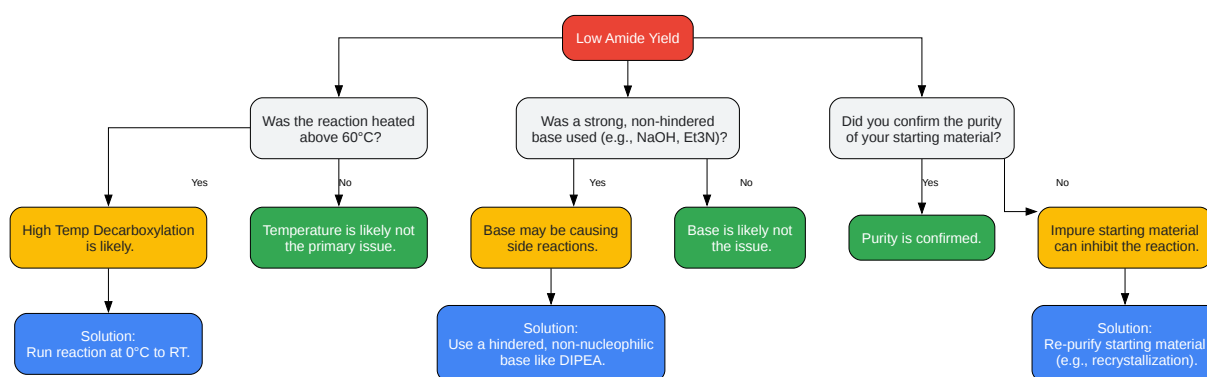 Low Amide Yield
Was the reaction heated
above 60°C?
Was a strong, non-hindered
base used (e.g., NaOH, Et3N)?
Did you confirm the purity
of your starting material?
Yes
No
Yes
No
Yes
No
High Temp Decarboxylation
is likely.
Temperature is likely not
the primary issue.
Base may be causing
side reactions.
Base is likely not
the issue.
Purity is confirmed.
Impure starting material
can inhibit the reaction.
Solution:
Run reaction at 0°C to RT.
Solution:
Use a hindered, non-nucleophilic
base like DIPEA.
Solution:
Re-purify starting material
(e.g., recrystallization).